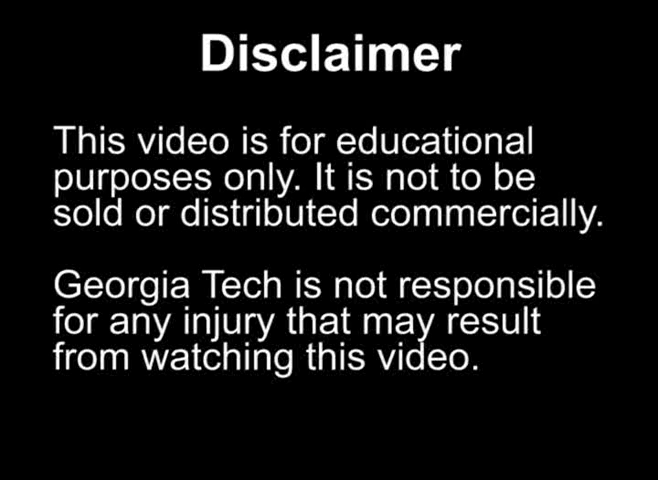 Disclaimer
This video is for educational
purposes only. It is not to be
sold or distributed commercially.
Georgia Tech is not responsible
for any injury that may result
from watching this video.